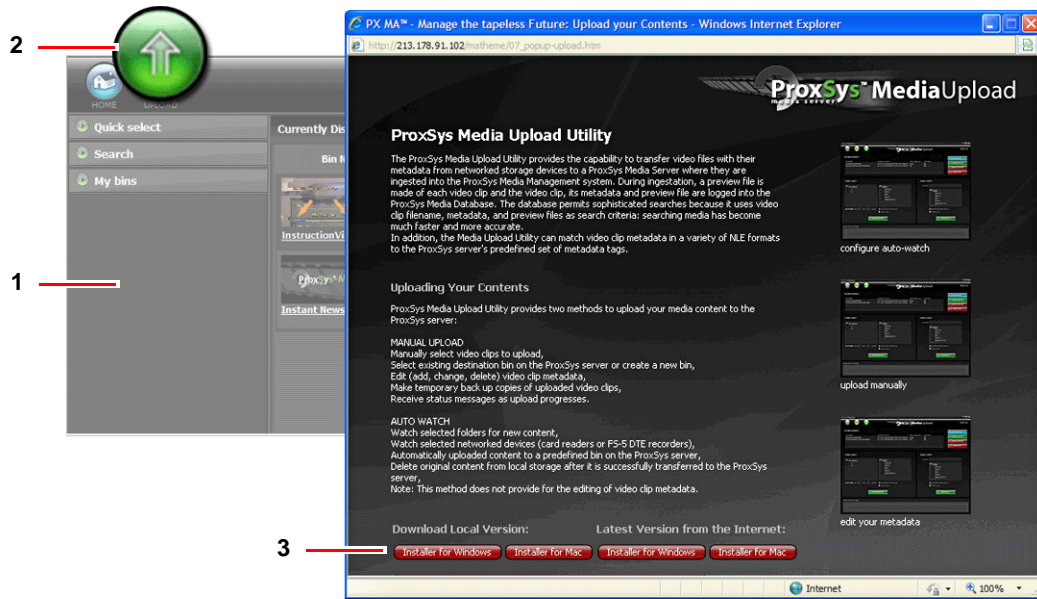 2
1
3
HOME UPLOAD
Quick select
Search
My bins
Currently Dis
Bin N
InstructionVi
ProxSys M
Instant News
PX MA™ - Manage the tapeless Future: Upload your Contents - Windows Internet Explorer
http://213.178.91.102/matheme/07_popup-upload.htm
ProxSys™ MediaUpload
media server
ProxSys Media Upload Utility
The ProxSys Media Upload Utility provides the capability to transfer video files with their
metadata from networked storage devices to a ProxSys Media Server where they are
ingested into the ProxSys Media Management system. During ingestation, a preview file is
made of each video clip and the video clip, its metadata and preview file are logged into the
ProxSys Media Database. The database permits sophisticated searches because it uses video
clip filename, metadata, and preview files as search criteria: searching media has become
much faster and more accurate.
In addition, the Media Upload Utility can match video clip metadata in a variety of NLE formats
to the ProxSys server's predefined set of metadata tags.
Uploading Your Contents
ProxSys Media Upload Utility provides two methods to upload your media content to the
ProxSys server:
MANUAL UPLOAD
Manually select video clips to upload,
Select existing destination bin on the ProxSys server or create a new bin,
Edit (add, change, delete) video clip metadata,
Make temporary back up copies of uploaded video clips,
Receive status messages as upload progresses.
AUTO WATCH
Watch selected folders for new content,
Watch selected networked devices (card readers or FS-5 DTE recorders),
Automatically uploaded content to a predefined bin on the ProxSys server,
Delete original content from local storage after it is successfully transferred to the ProxSys
server,
Note: This method does not provide for the editing of video clip metadata.
configure auto-watch
upload manually
edit your metadata
Download Local Version: Latest Version from the Internet:
Installer for Windows Installer for Mac Installer for Windows Installer for Mac
Internet 100%